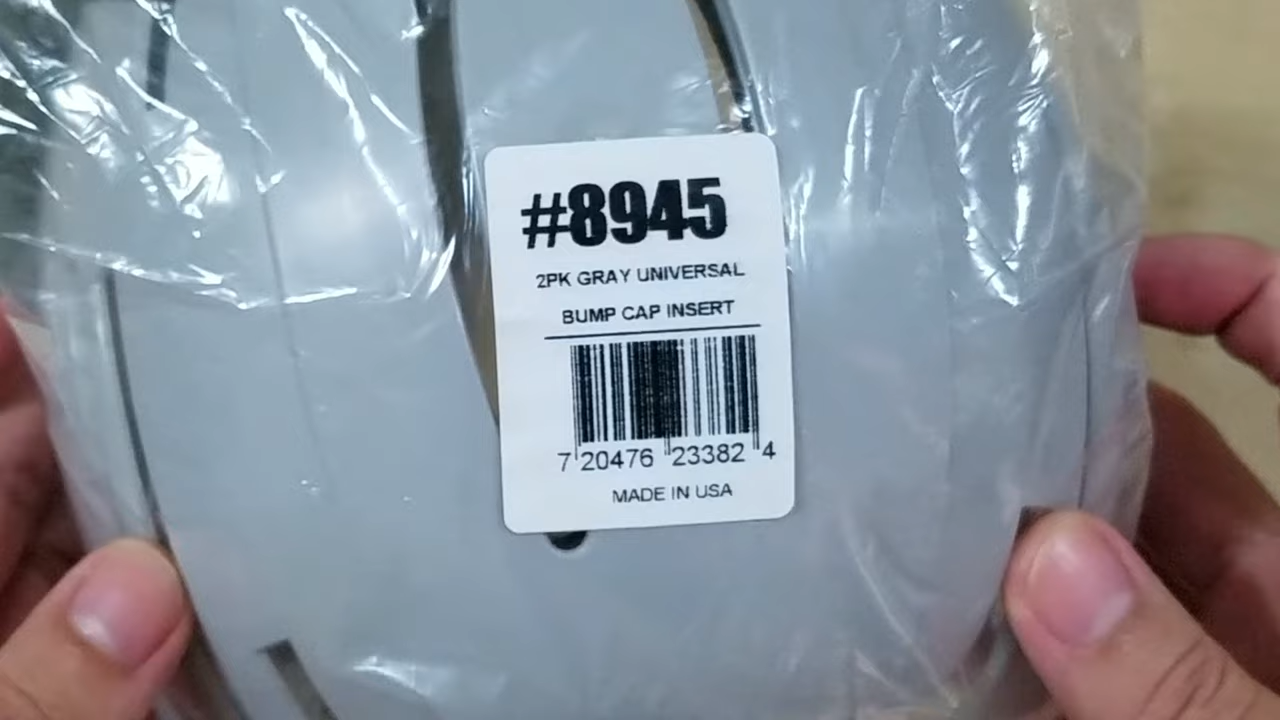 #8945
2PK GRAY UNIVERSAL
BUMP CAP INSERT
7 20476 23382 4
MADE IN USA